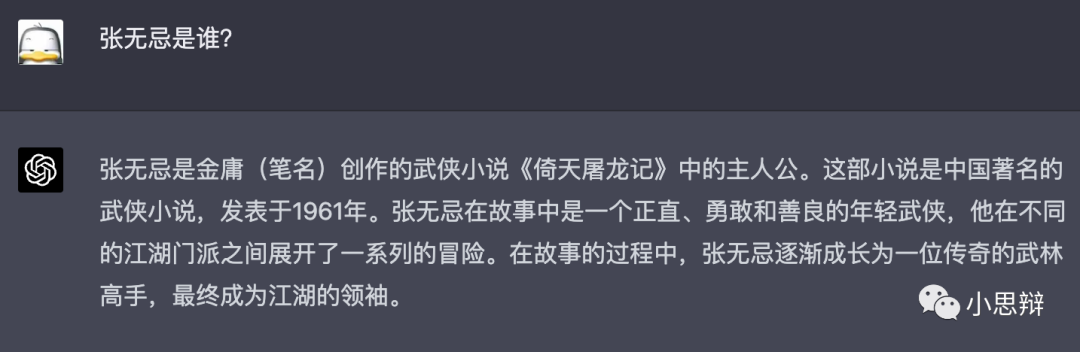 张无忌是谁?
张无忌是金庸（笔名）创作的武侠小说《倚天屠龙记》中的主人公。这部小说是中国著名的
武侠小说，发表于1961年。张无忌在故事中是一个正直、勇敢和善良的年轻武侠，他在不同
的江湖门派之间展开了一系列的冒险。在故事的过程中，张无忌逐渐成长为一位传奇的武林
高手，最终成为江湖的领袖。
小思辩